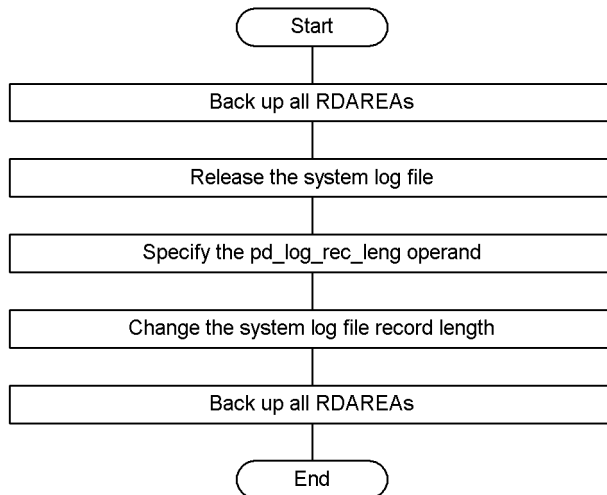 Start
Back up all RDAREAs
Release the system log file
Specify the pd_log_rec_leng operand
Change the system log file record length
Back up all RDAREAs
End